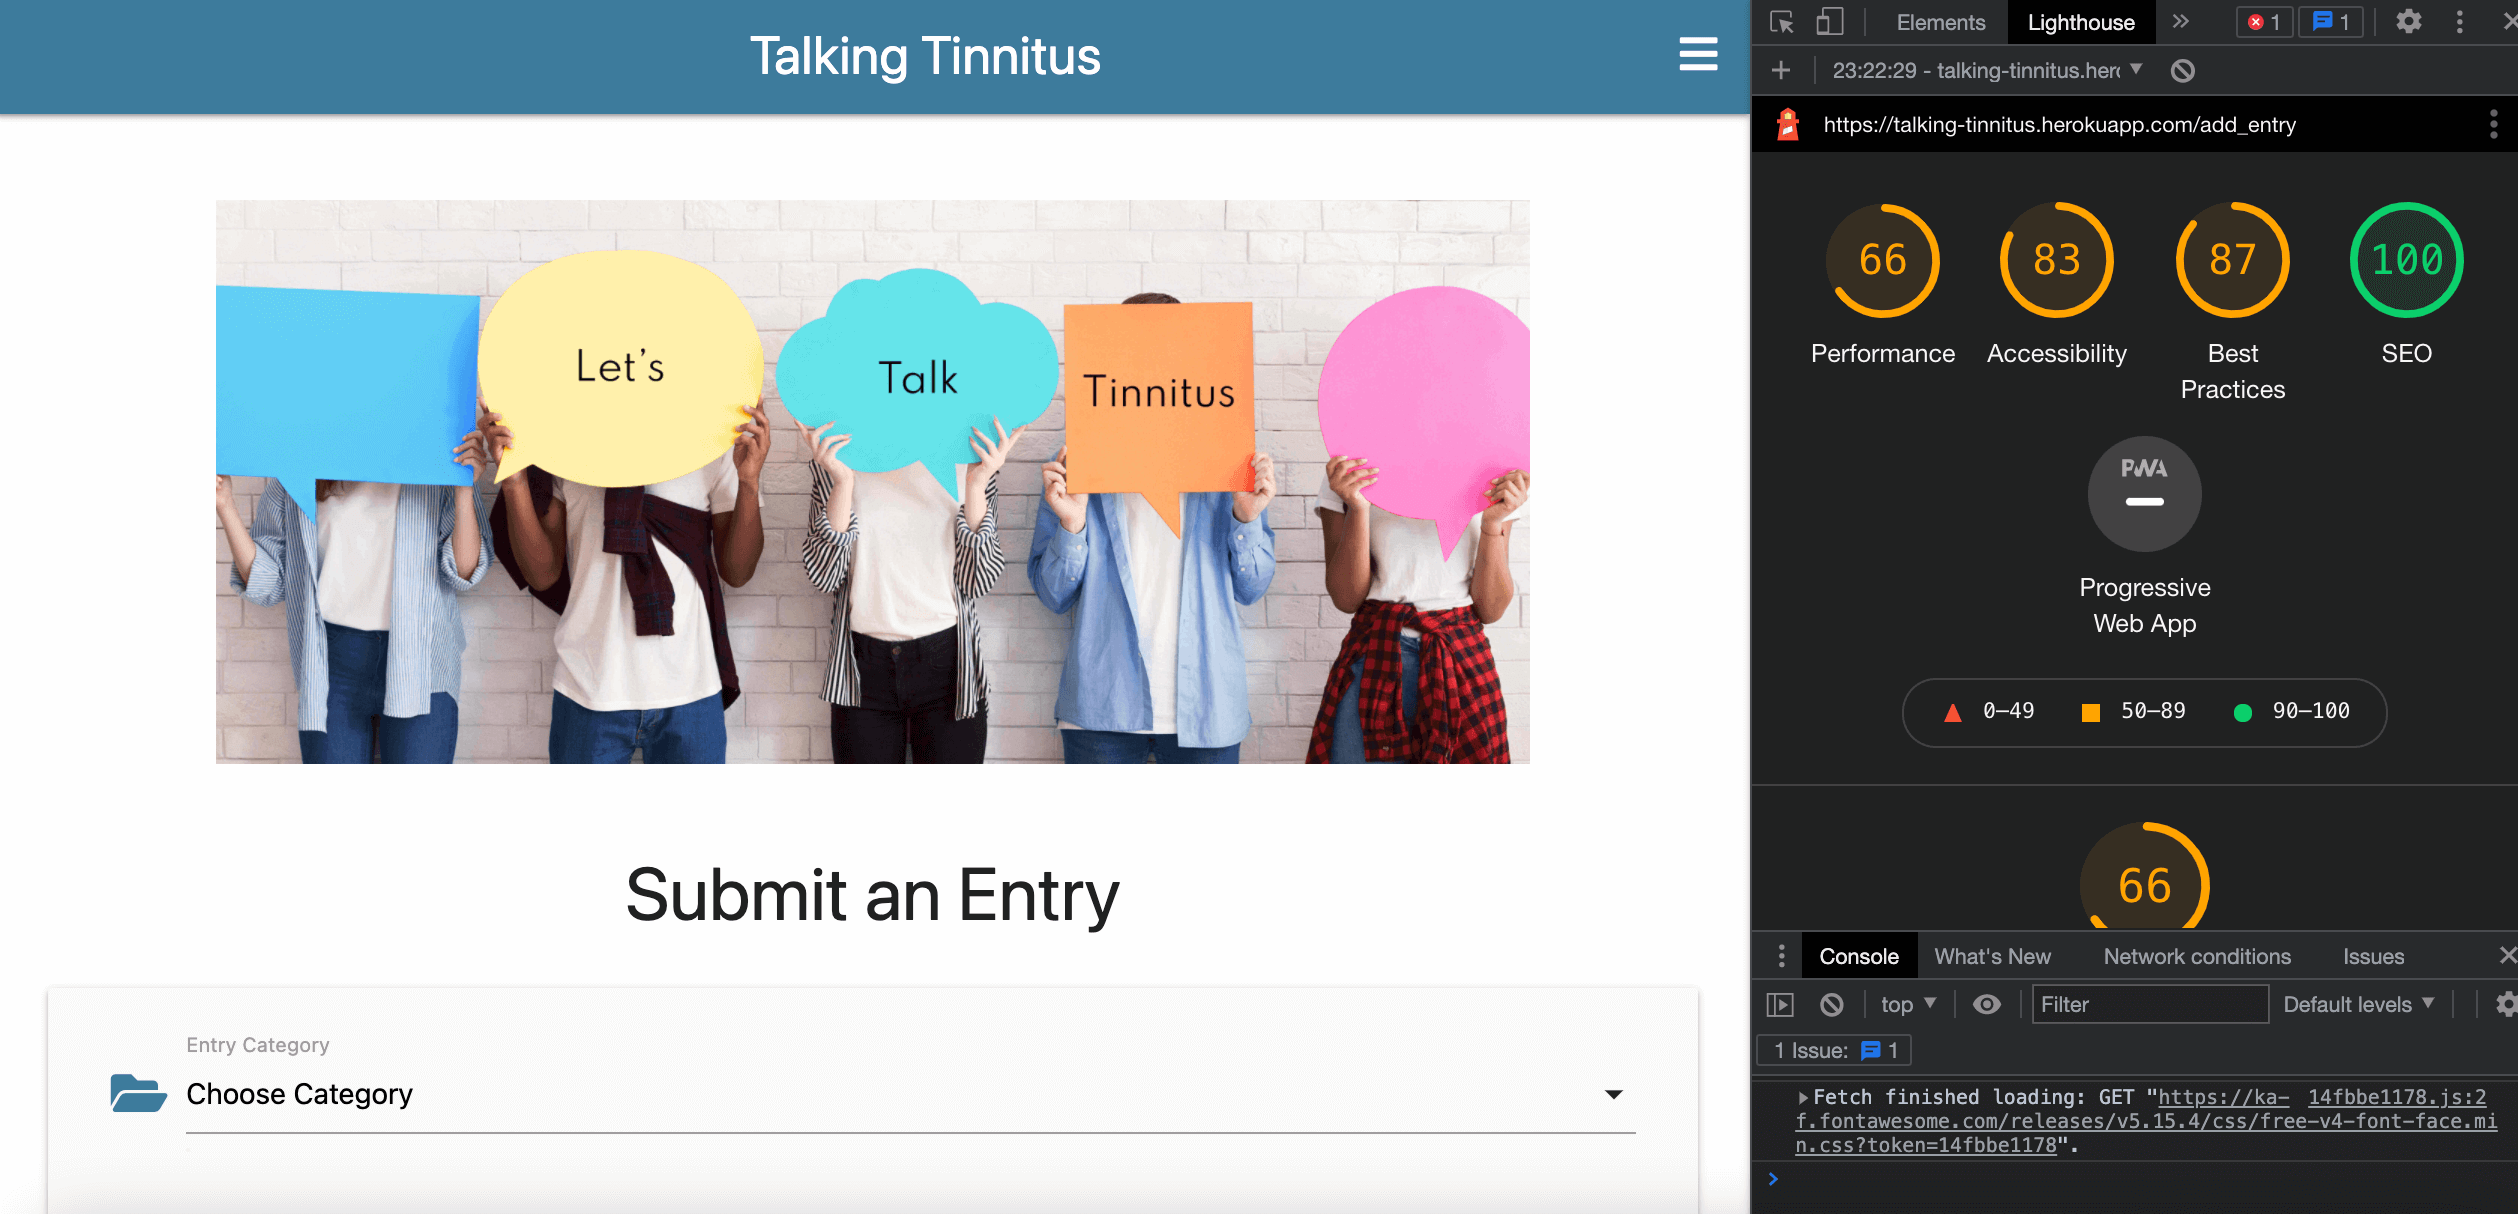 Talking Tinnitus
Let's
Talk
Tinnitus
Submit an Entry
Entry Category
Choose Category
Elements
Lighthouse
1
1
23:22:29 - talking-tinnitus.her
https://talking-tinnitus.herokuapp.com/add_entry
66
83
87
100
Performance
Accessibility
Best
Practices
SEO
PWA
Progressive
Web App
0–49
50–89
90–100
66
Console
What's New
Network conditions
Issues
top
Filter
Default levels
1 Issue:
1
Fetch finished loading: GET "https://ka- 14fbbe1178.js:2
f.fontawesome.com/releases/v5.15.4/css/free-v4-font-face.mi
n.css?token=14fbbe1178".